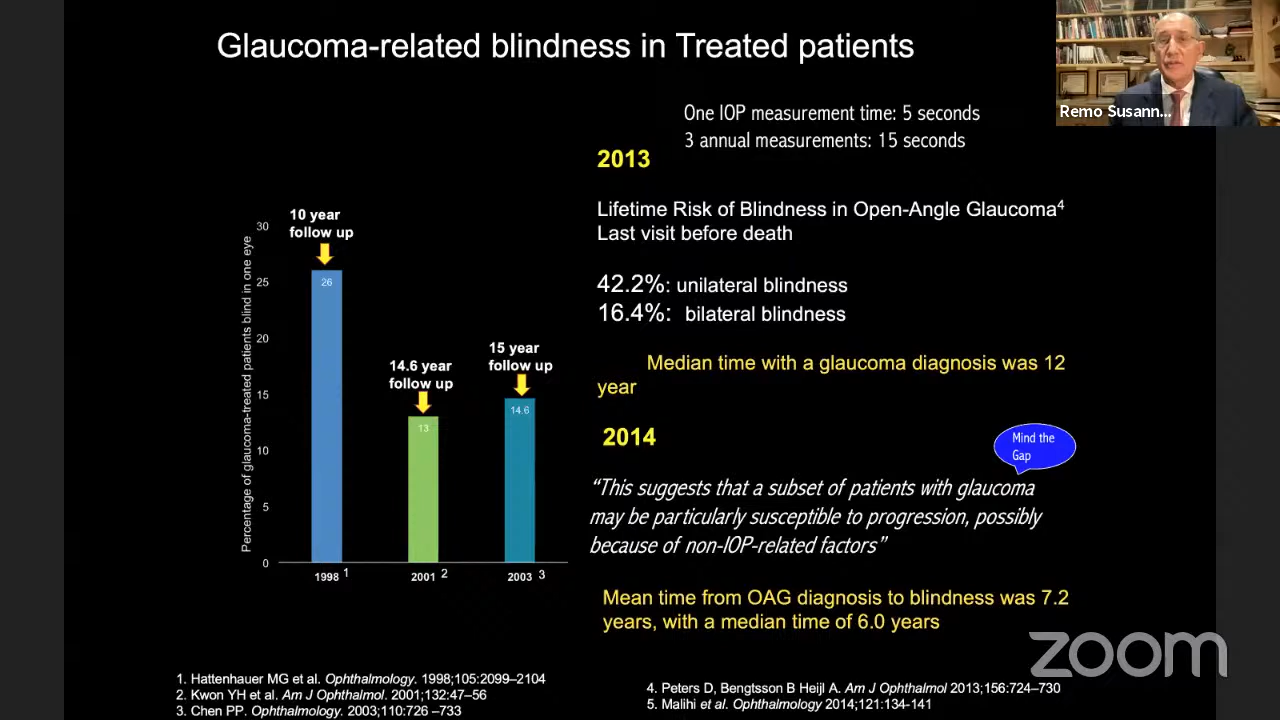 Glaucoma-related blindness in Treated patients
Remo Susann...
One IOP measurement time: 5 seconds
3 annual measurements: 15 seconds
2013
Lifetime Risk of Blindness in Open-Angle Glaucoma4
Last visit before death
42.2%: unilateral blindness
16.4%: bilateral blindness
Median time with a glaucoma diagnosis was 12
year
2014
Mind the
Gap
“This suggests that a subset of patients with glaucoma
may be particularly susceptible to progression, possibly
because of non-IOP-related factors”
Mean time from OAG diagnosis to blindness was 7.2
years, with a median time of 6.0 years
Percentage of glaucoma-treated patients blind in one eye
30
25
20
15
10
5
0
10 year
follow up
26
14.6 year
follow up
13
15 year
follow up
14.6
1998 1
2001 2
2003 3
1. Hattenhauer MG et al. Ophthalmology. 1998;105:2099–2104
2. Kwon YH et al. Am J Ophthalmol. 2001;132:47–56
3. Chen PP. Ophthalmology. 2003;110:726 –733
4. Peters D, Bengtsson B Heijl A. Am J Ophthalmol 2013;156:724–730
5. Malihi et al. Ophthalmology 2014;121:134-141
zoom